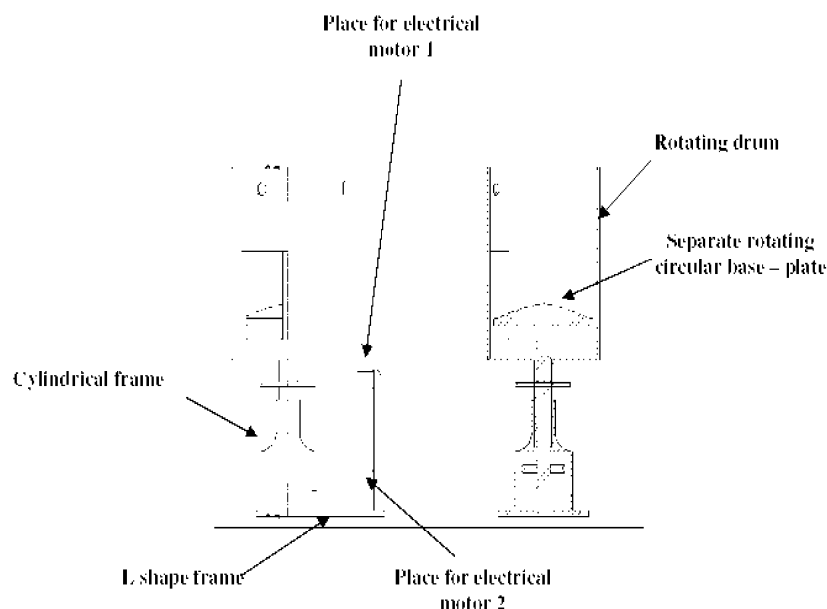 Place for electrical
motor 1
Rotating drum
Separate rotating
circular base – plate
Cylindrical frame
L shape frame
Place for electrical
motor 2